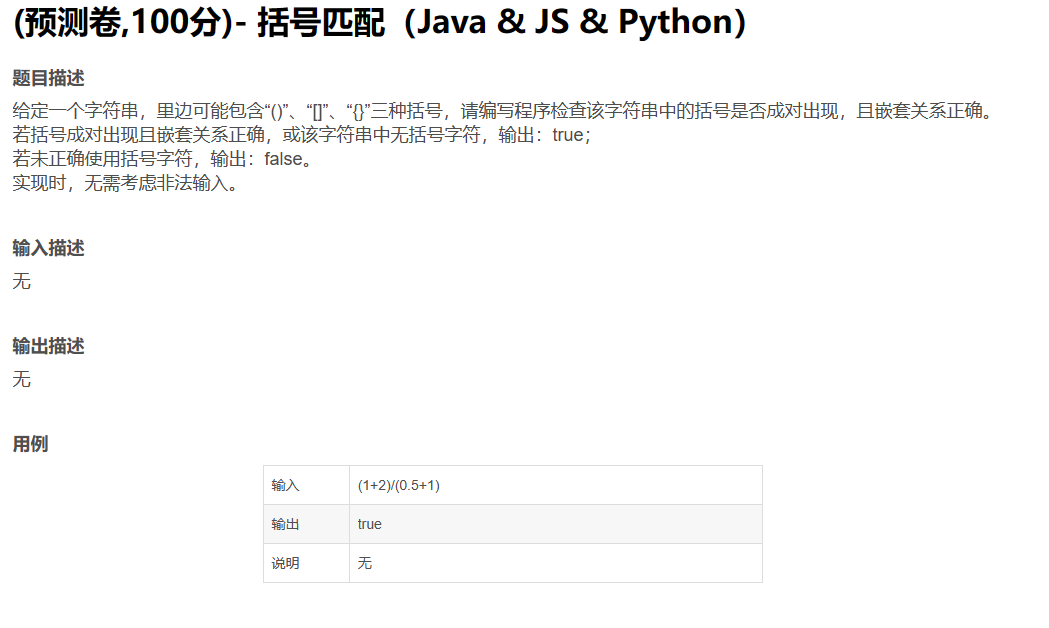 (预测卷,100分)- 括号匹配（Java & JS & Python）
题目描述
给定一个字符串，里边可能包含“()”、“[]”、“{}”三种括号，请编写程序检查该字符串中的括号是否成对出现，且嵌套关系正确。
若括号成对出现且嵌套关系正确，或该字符串中无括号字符，输出：true；
若未正确使用括号字符，输出：false。
实现时，无需考虑非法输入。
输入描述
无
输出描述
无
用例
输入 (1+2)/(0.5+1)
输出 true
说明 无